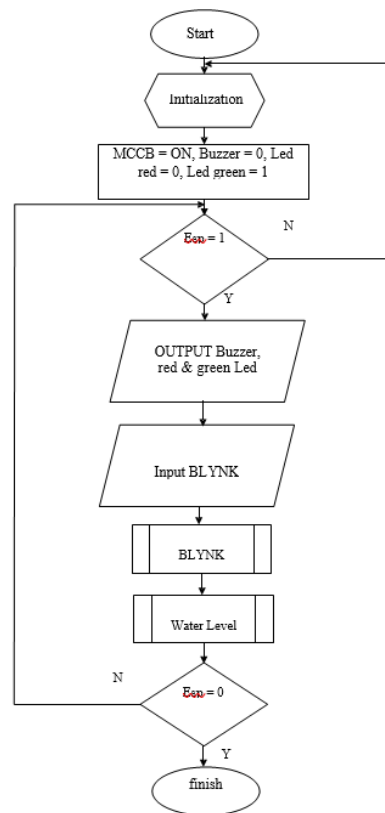 Start
Initialization
MCCB = ON, Buzzer = 0, Led
red = 0, Led green = 1
Esp = 1
N
Y
OUTPUT Buzzer,
red & green Led
Input BLYNK
BLYNK
Water Level
N
Esp = 0
Y
finish